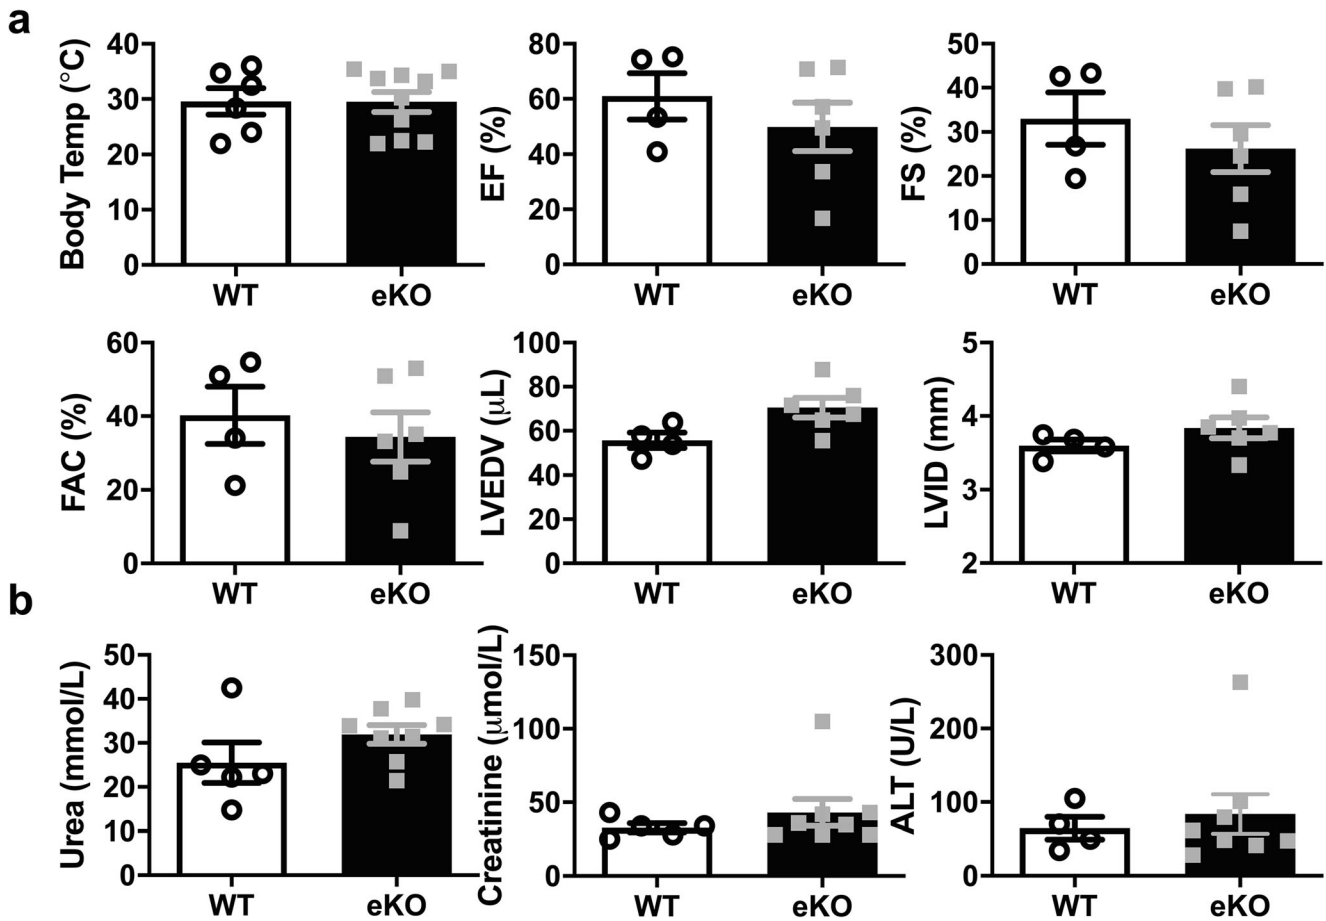 a
Body Temp (°C)
40
30
20
10
0
WT
eKO
EF (%)
80
60
40
20
0
WT
eKO
FS (%)
50
40
30
20
10
0
WT
eKO
FAC (%)
60
40
20
0
WT
eKO
LVEDV (μL)
100
80
60
40
20
0
WT
eKO
LVID (mm)
5
4
3
2
WT
eKO
b
Urea (mmol/L)
50
40
30
20
10
0
WT
eKO
Creatinine (μmol/L)
150
100
50
0
WT
eKO
ALT (U/L)
300
200
100
0
WT
eKO